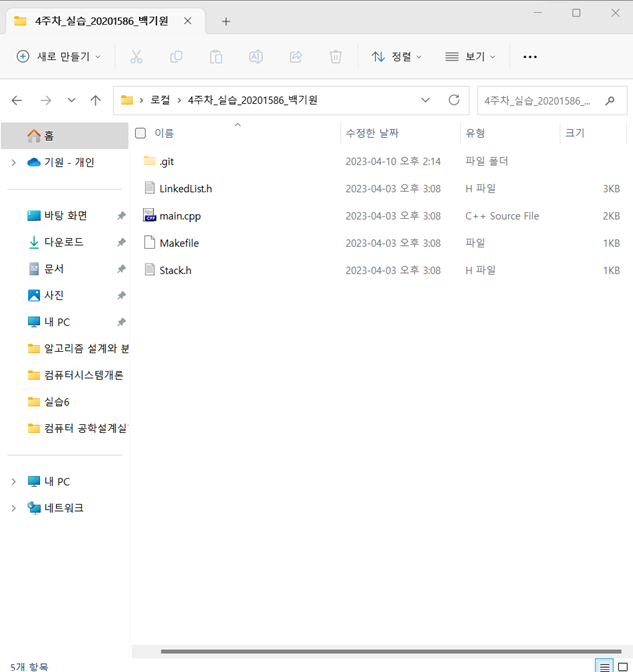 4주차_실습_20201586_백기원
새로 만들기
정렬
보기
로컬 > 4주차_실습_20201586_백기원
4주차_실습_20201586_...
홈
기원 - 개인
바탕 화면
다운로드
문서
사진
내 PC
알고리즘 설계와 분
컴퓨터시스템개론
실습6
컴퓨터 공학설계실
내 PC
네트워크
이름 수정한 날짜 유형 크기
.git 2023-04-10 오후 2:14 파일 폴더
LinkedList.h 2023-04-03 오후 3:08 H 파일 3KB
main.cpp 2023-04-03 오후 3:08 C++ Source File 2KB
Makefile 2023-04-03 오후 3:08 파일 1KB
Stack.h 2023-04-03 오후 3:08 H 파일 1KB
5개 항목